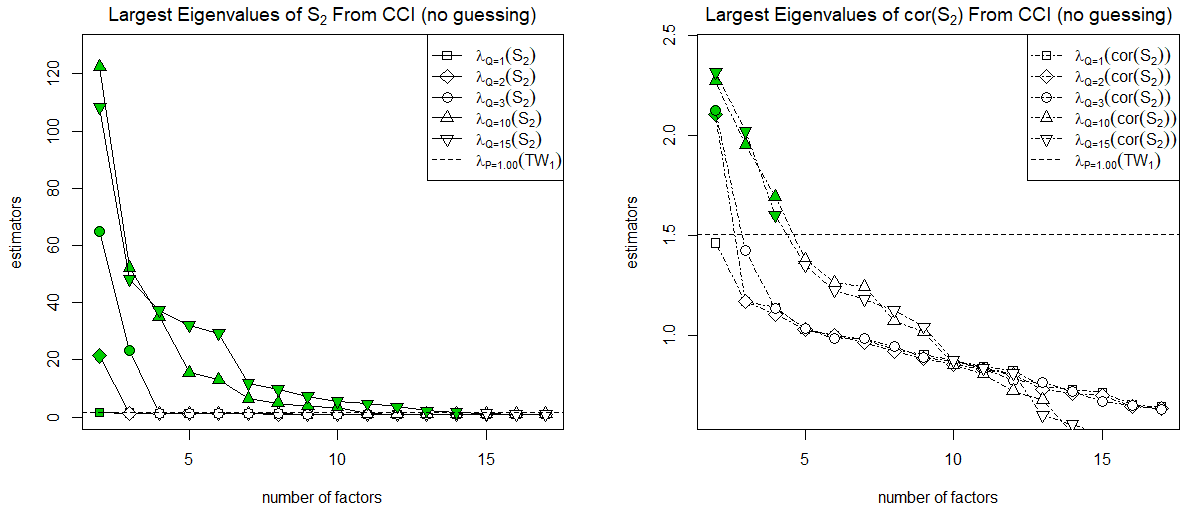 Largest Eigenvalues of S₂ From CCI (no guessing)
120
100
80
60
40
20
0
estimators
5
10
15
number of factors
λQ=1(S₂)
λQ=2(S₂)
λQ=3(S₂)
λQ=10(S₂)
λQ=15(S₂)
λP=1.00(TW₁)
Largest Eigenvalues of cor(S₂) From CCI (no guessing)
2.5
2.0
1.5
1.0
estimators
5
10
15
number of factors
λQ=1(cor(S₂))
λQ=2(cor(S₂))
λQ=3(cor(S₂))
λQ=10(cor(S₂))
λQ=15(cor(S₂))
λP=1.00(TW₁)